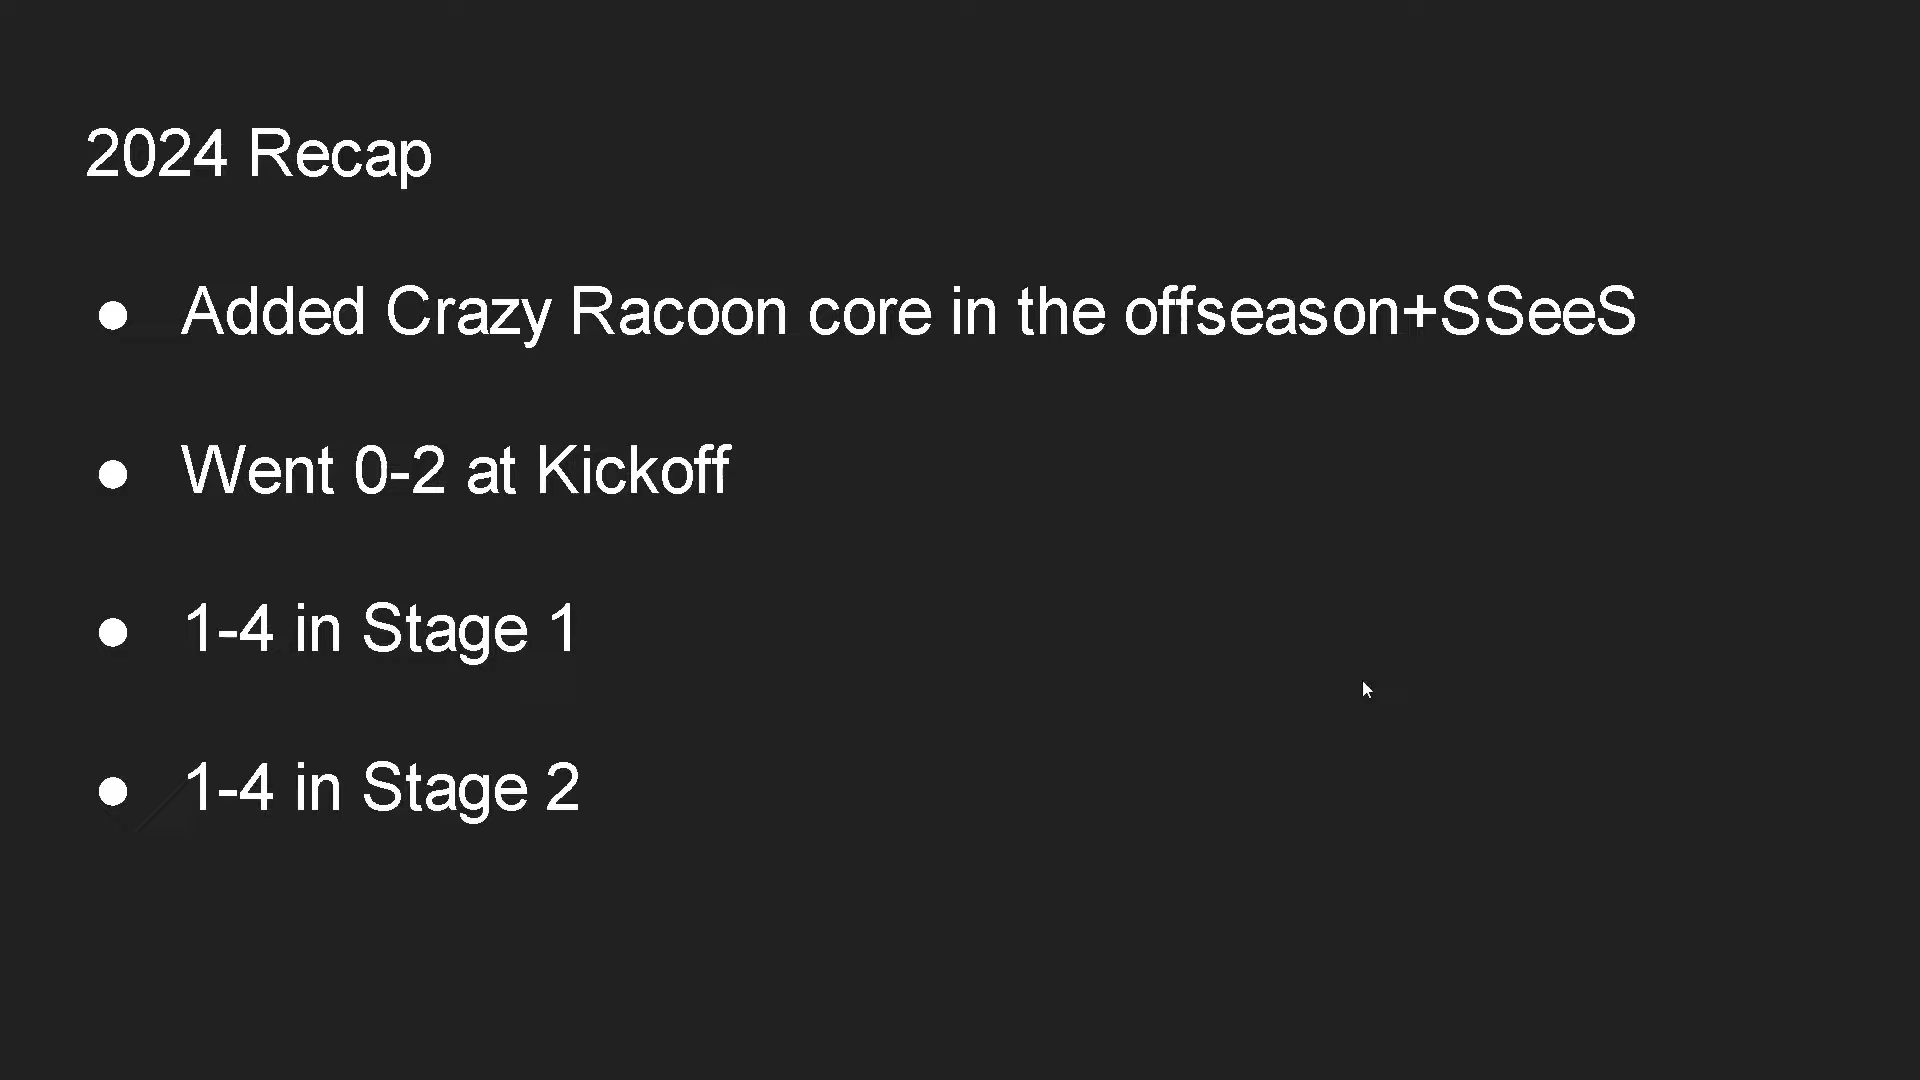 2024 Recap
● Added Crazy Racoon core in the offseason+SSeeS
● Went 0-2 at Kickoff
● 1-4 in Stage 1
● 1-4 in Stage 2